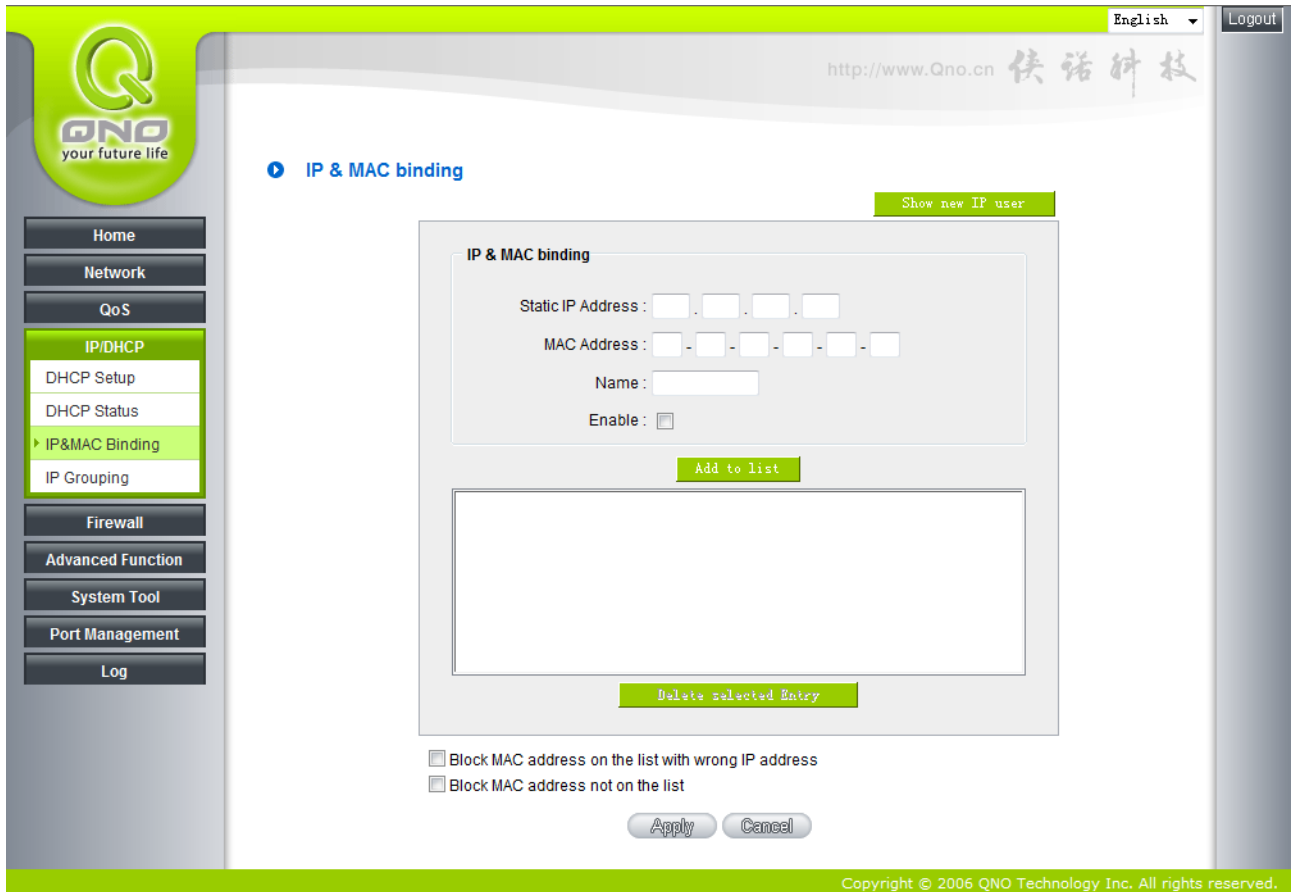 English
Logout
http://www.Qno.cn 侠诺科技
QNO
your future life
IP & MAC binding
Show new IP user
Home
Network
QoS
IP/DHCP
DHCP Setup
DHCP Status
IP&MAC Binding
IP Grouping
Firewall
Advanced Function
System Tool
Port Management
Log
IP & MAC binding
Static IP Address : . . .
MAC Address : - - - - -
Name :
Enable :
Add to list
Delete selected Entry
Block MAC address on the list with wrong IP address
Block MAC address not on the list
Apply Cancel
Copyright © 2006 QNO Technology Inc. All rights reserved.